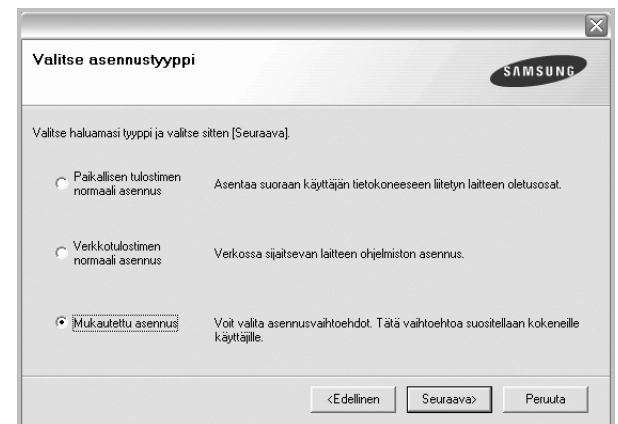 Valitse asennustyyppi
SAMSUNG
Valitse haluamasi tyyppi ja valitse sitten [Seuraava].
Paikallisen tulostimen
normaali asennus
Asentaa suoraan käyttäjän tietokoneeseen liitetyn laitteen oletusosat.
Verkkotulostimen
normaali asennus
Verkossa sijaitsevan laitteen ohjelmiston asennus.
Mukautettu asennus
Voit valita asennusvaihtoehdot. Tätä vaihtoehtoa suositellaan kokeneille
käyttäjille.
<Edellinen
Seuraava>
Peruuta